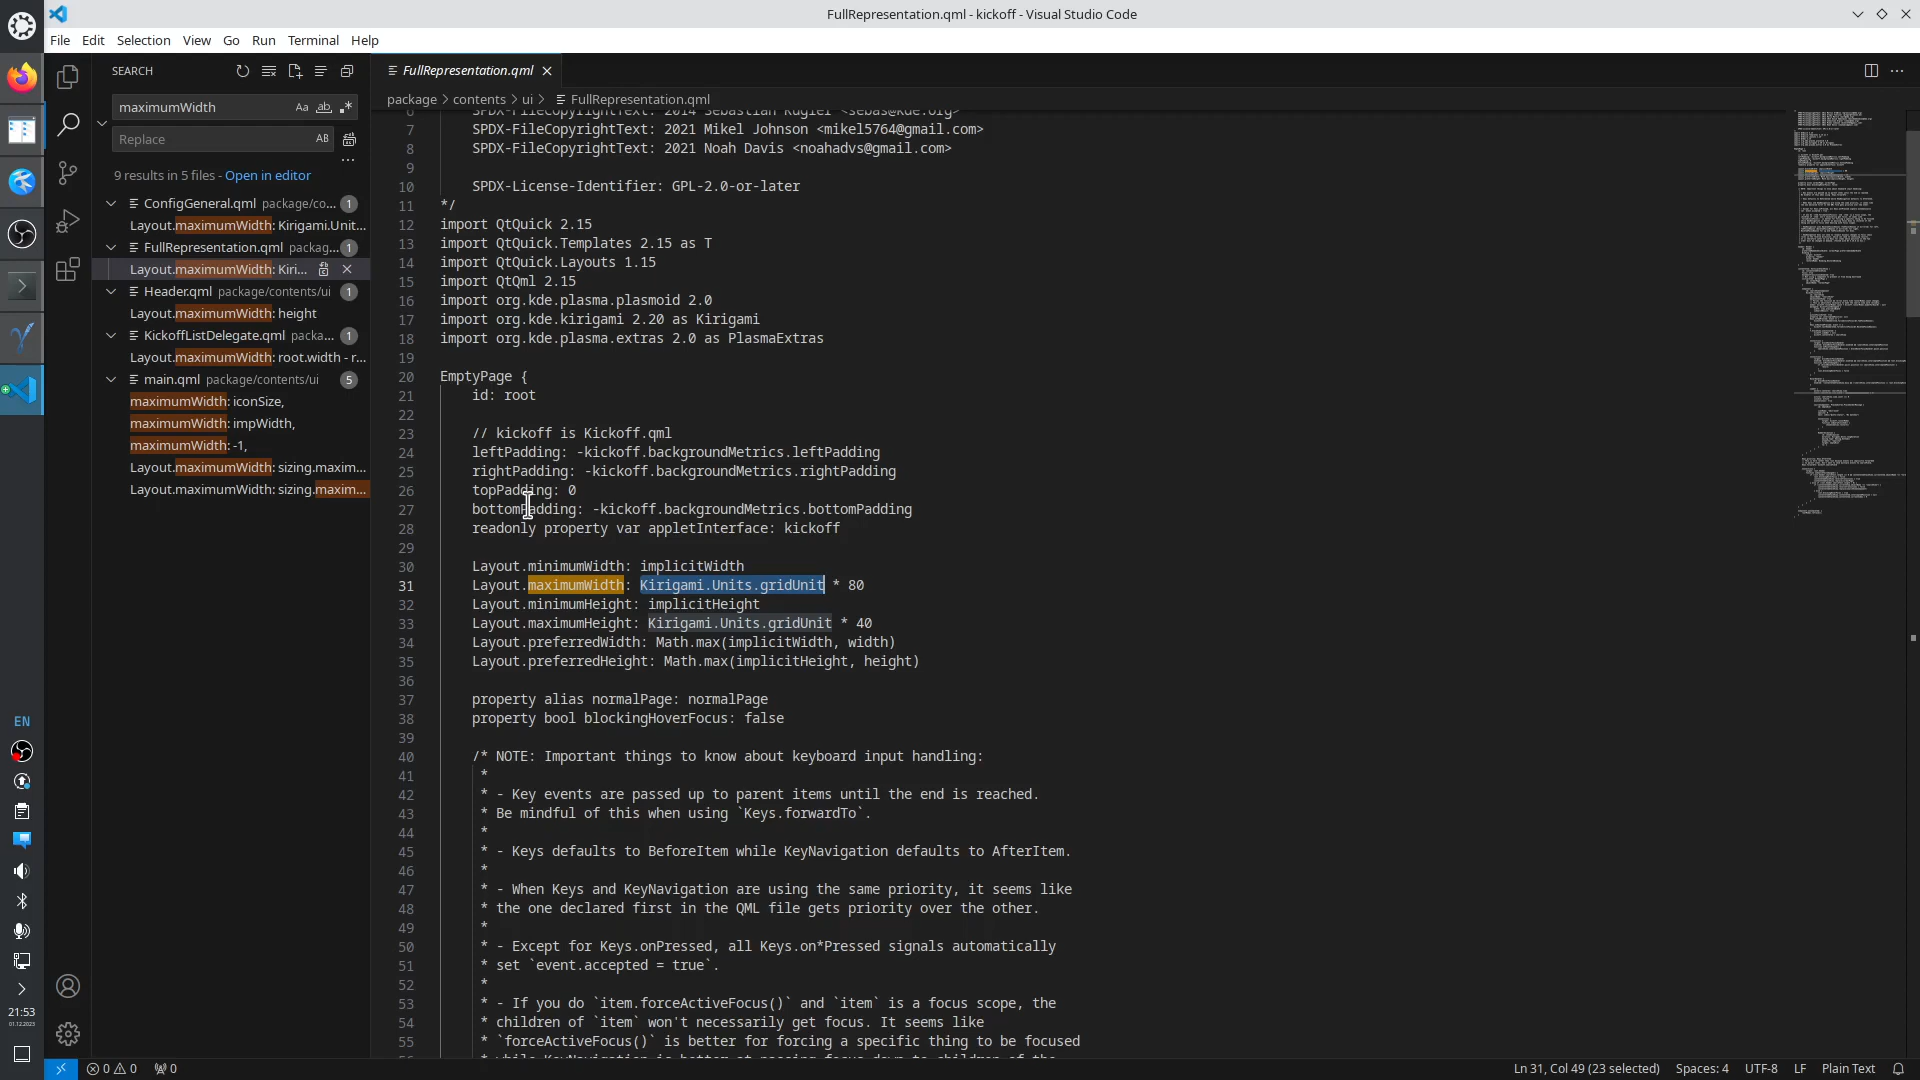 FullRepresentation.qml - kickoff - Visual Studio Code
File Edit Selection View Go Run Terminal Help
SEARCH
maximumWidth
Aa ab .*
Replace
AB
9 results in 5 files - Open in editor
ConfigGeneral.qml package/co... 1
Layout.maximumWidth: Kirigami.Unit...
FullRepresentation.qml packag... 1
Layout.maximumWidth: Kiri...
Header.qml package/contents/ui 1
Layout.maximumWidth: height
KickoffListDelegate.qml packa... 1
Layout.maximumWidth: root.width - r...
main.qml package/contents/ui 5
maximumWidth: iconSize,
maximumWidth: impWidth,
maximumWidth: -1,
Layout.maximumWidth: sizing.maxim...
Layout.maximumWidth: sizing.maxim...
FullRepresentation.qml
package > contents > ui > FullRepresentation.qml
6 SPDX-FileCopyrightText: 2014 Sebastian Kügler <sebas@kde.org>
7 SPDX-FileCopyrightText: 2021 Mikel Johnson <mikel5764@gmail.com>
8 SPDX-FileCopyrightText: 2021 Noah Davis <noahadvs@gmail.com>
9
10 SPDX-License-Identifier: GPL-2.0-or-later
11 */
12 import QtQuick 2.15
13 import QtQuick.Templates 2.15 as T
14 import QtQuick.Layouts 1.15
15 import QtQml 2.15
16 import org.kde.plasma.plasmoid 2.0
17 import org.kde.kirigami 2.20 as Kirigami
18 import org.kde.plasma.extras 2.0 as PlasmaExtras
19
20 EmptyPage {
21 id: root
22
23 // kickoff is Kickoff.qml
24 leftPadding: -kickoff.backgroundMetrics.leftPadding
25 rightPadding: -kickoff.backgroundMetrics.rightPadding
26 topPadding: 0
27 bottomPadding: -kickoff.backgroundMetrics.bottomPadding
28 readonly property var appletInterface: kickoff
29
30 Layout.minimumWidth: implicitWidth
31 Layout.maximumWidth: Kirigami.Units.gridUnit * 80
32 Layout.minimumHeight: implicitHeight
33 Layout.maximumHeight: Kirigami.Units.gridUnit * 40
34 Layout.preferredWidth: Math.max(implicitWidth, width)
35 Layout.preferredHeight: Math.max(implicitHeight, height)
36
37 property alias normalPage: normalPage
38 property bool blockingHoverFocus: false
39
40 /* NOTE: Important things to know about keyboard input handling:
41 *
42 * - Key events are passed up to parent items until the end is reached.
43 * Be mindful of this when using `Keys.forwardTo`.
44 *
45 * - Keys defaults to BeforeItem while KeyNavigation defaults to AfterItem.
46 *
47 * - When Keys and KeyNavigation are using the same priority, it seems like
48 * the one declared first in the QML file gets priority over the other.
49 *
50 * - Except for Keys.onPressed, all Keys.on*Pressed signals automatically
51 * set `event.accepted = true`.
52 *
53 * - If you do `item.forceActiveFocus()` and `item` is a focus scope, the
54 * children of `item` won't necessarily get focus. It seems like
55 * `forceActiveFocus()` is better for forcing a specific thing to be focused
EN
21:53
01.12.2023
0 0 0
Ln 31, Col 49 (23 selected) Spaces: 4 UTF-8 LF Plain Text